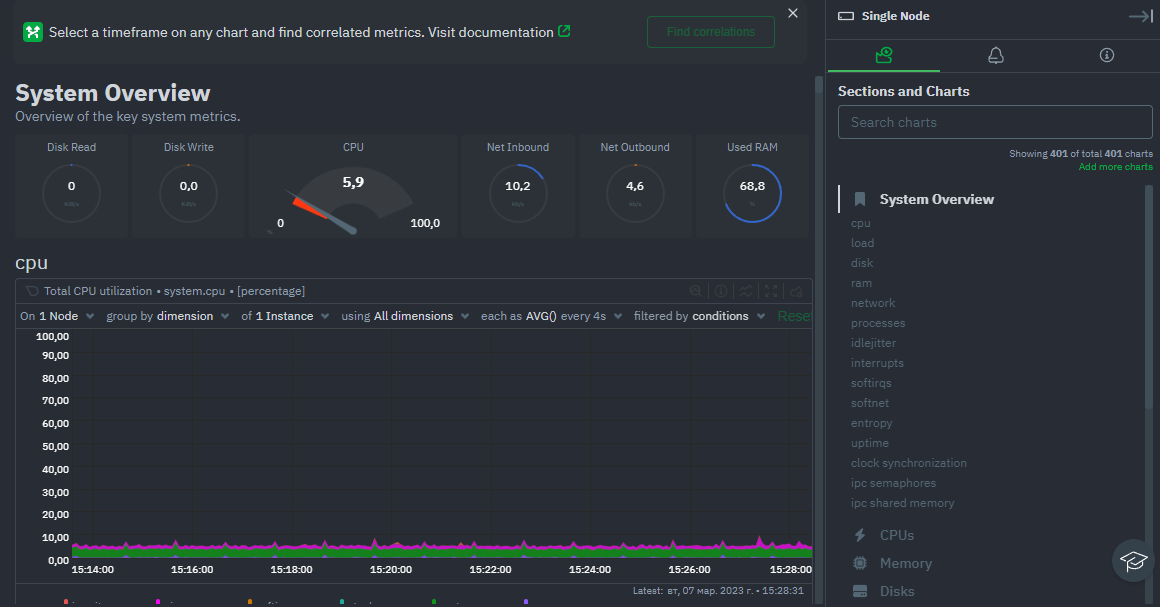 Select a timeframe on any chart and find correlated metrics. Visit documentation
Find correlations
System Overview
Overview of the key system metrics.
Disk Read
0
Disk Write
0,0
CPU
5,9
0
100,0
%
Net Inbound
10,2
Net Outbound
4,6
Used RAM
68,8
%
cpu
Total CPU utilization • system.cpu • [percentage]
On 1 Node group by dimension of 1 Instance using All dimensions each as AVG() every 4s filtered by conditions Reset
100,00
90,00
80,00
70,00
60,00
50,00
40,00
30,00
20,00
10,00
0,00
15:14:00 15:16:00 15:18:00 15:20:00 15:22:00 15:24:00 15:26:00 15:28:00
Latest: вт, 07 мар. 2023 г. • 15:28:31
Single Node
Sections and Charts
Search charts
Showing 401 of total 401 charts
Add more charts
System Overview
cpu
load
disk
ram
network
processes
idlejitter
interrupts
softirqs
softnet
entropy
uptime
clock synchronization
ipc semaphores
ipc shared memory
CPUs
Memory
Disks